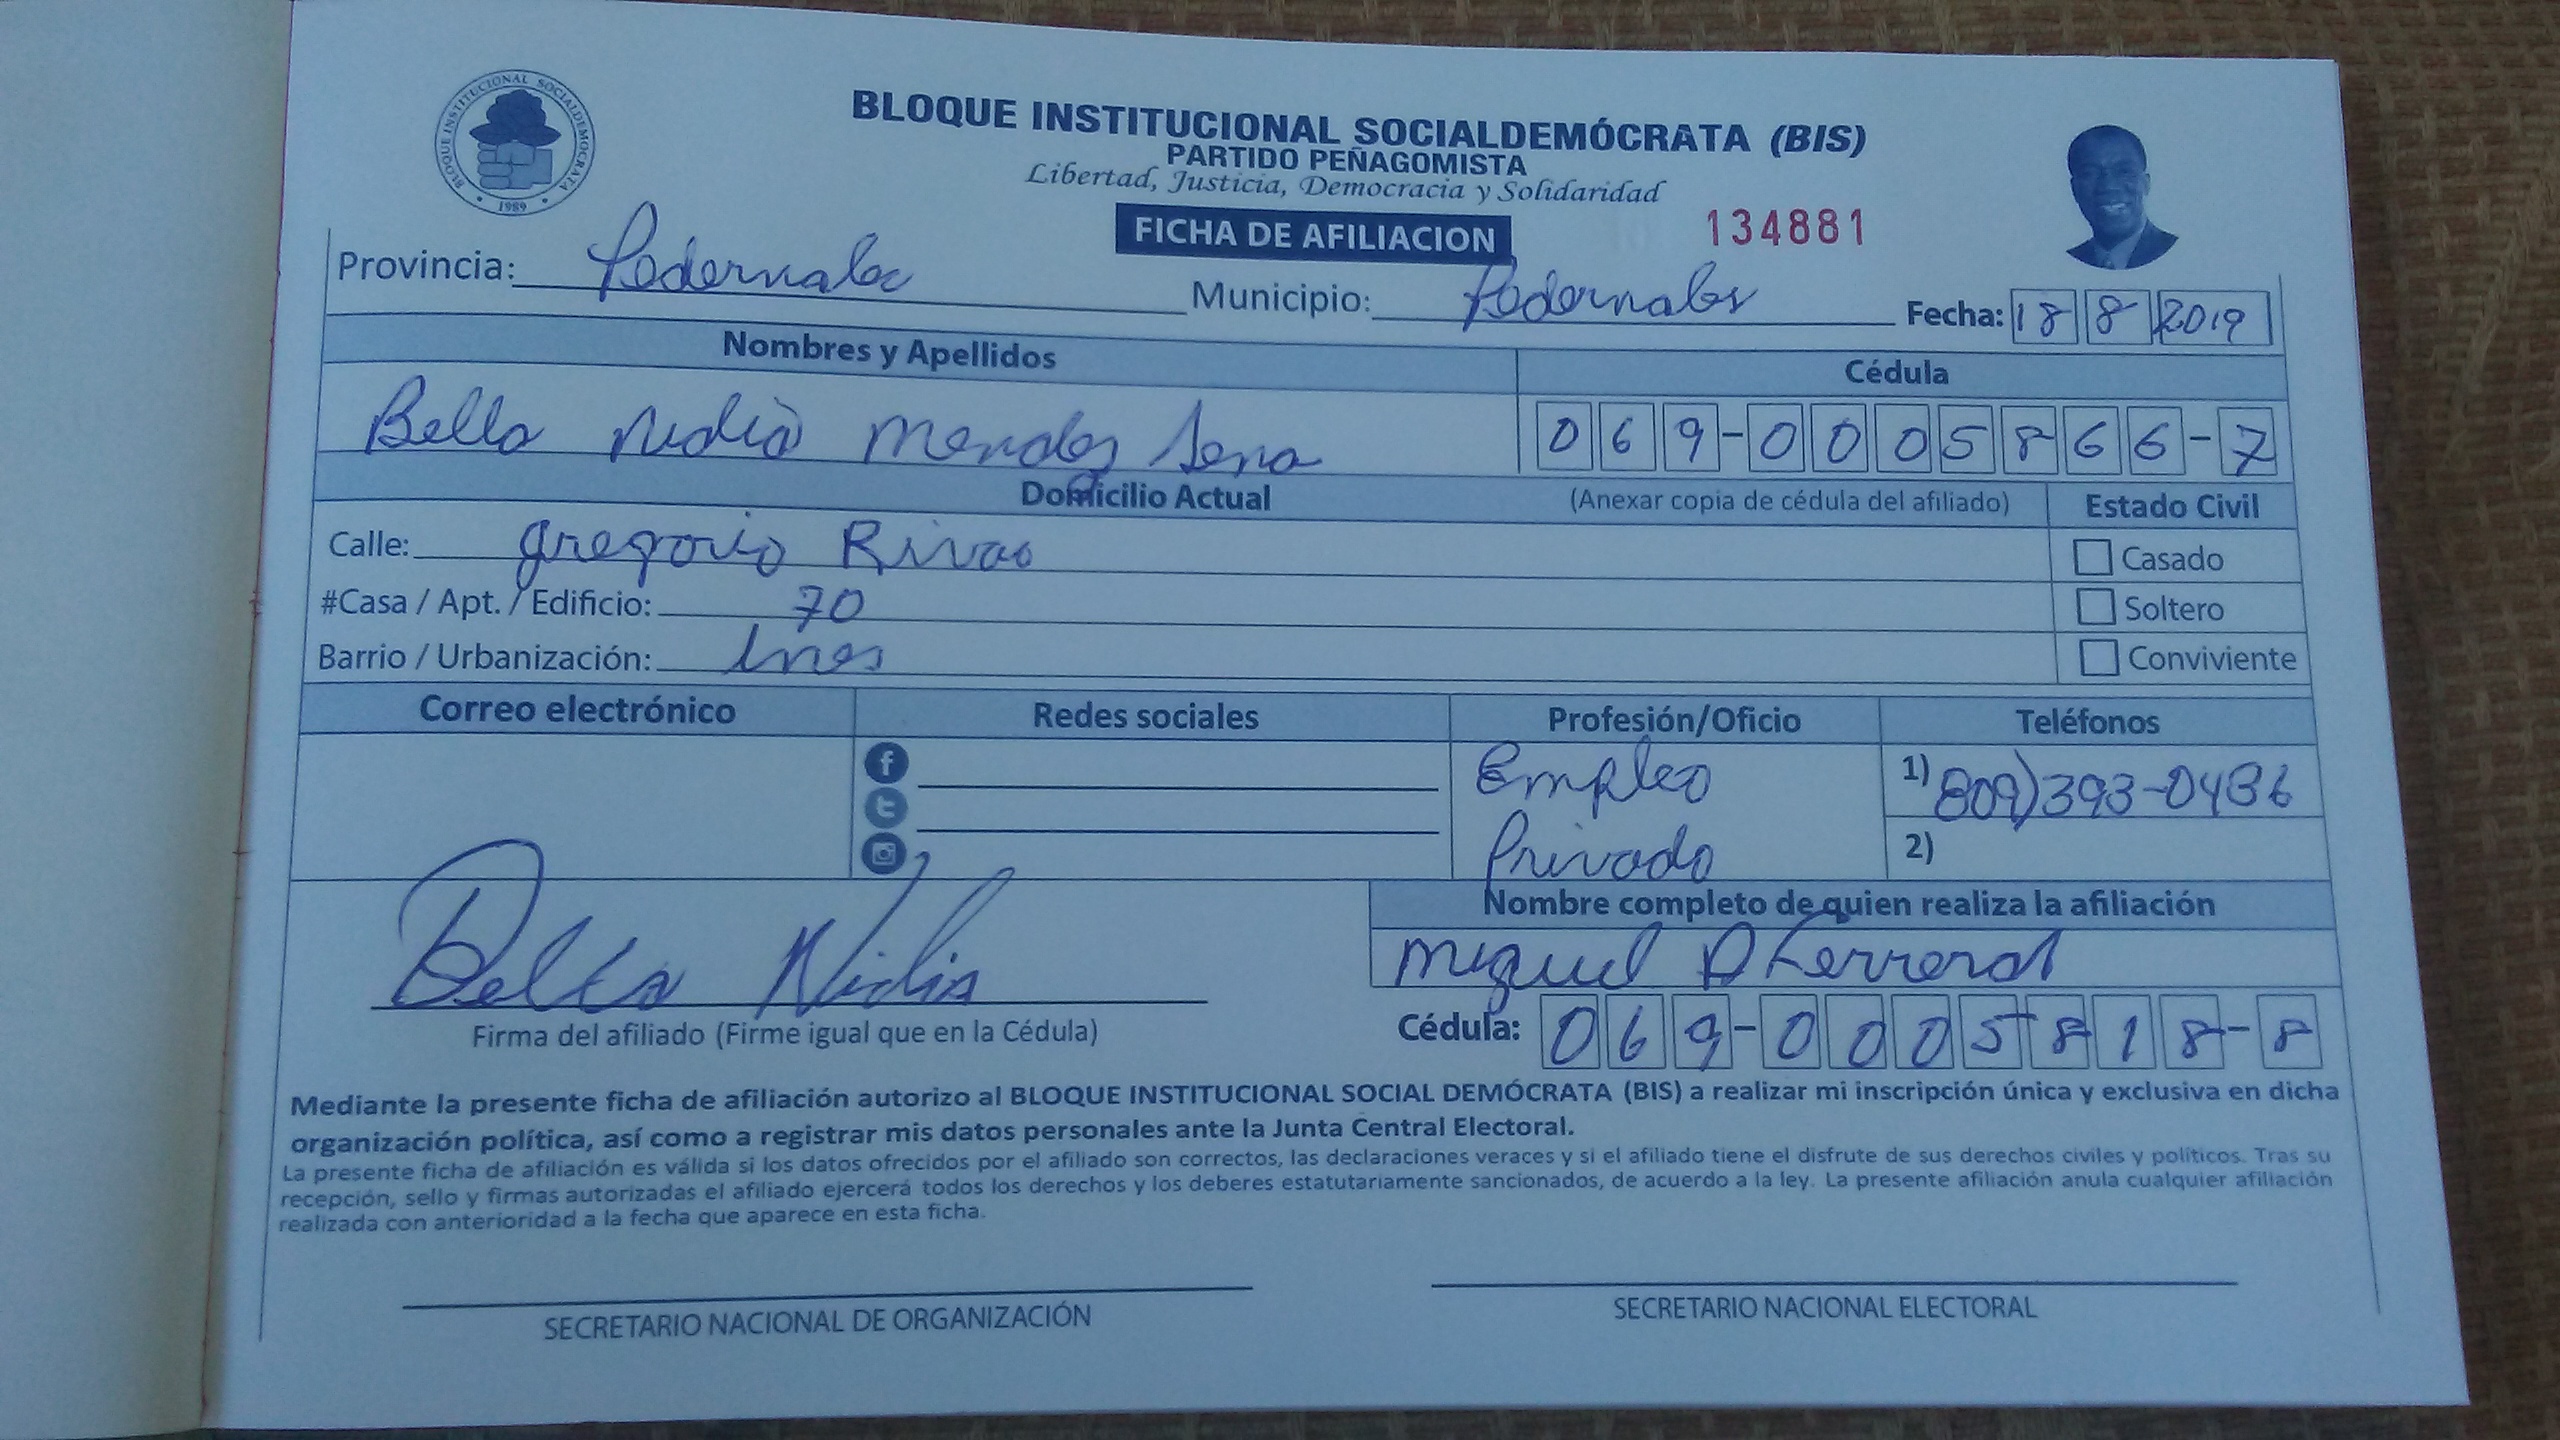 BLOQUE INSTITUCIONAL SOCIALDEMOCRATA
1989
BLOQUE INSTITUCIONAL SOCIALDEMÓCRATA (BIS)
PARTIDO PEÑAGOMISTA
Libertad, Justicia, Democracia y Solidaridad
FICHA DE AFILIACION
134881
Provincia: Pedernales Municipio: Pedernales Fecha: 18 8 2019
Nombres y Apellidos Cédula
Bella Nidia Mendez Sena 069-0005866-7
Domicilio Actual (Anexar copia de cédula del afiliado) Estado Civil
Calle: Gregorio Rivas Casado
#Casa / Apt. / Edificio: 70 Soltero
Barrio / Urbanización: Ines Conviviente
Correo electrónico Redes sociales Profesión/Oficio Teléfonos
Empleo 1) 809)393-0436
Privado 2)
Nombre completo de quien realiza la afiliación
Miguel D Ferreras
Bella Nidia
Firma del afiliado (Firme igual que en la Cédula) Cédula: 069-0005818-8
Mediante la presente ficha de afiliación autorizo al BLOQUE INSTITUCIONAL SOCIAL DEMÓCRATA (BIS) a realizar mi inscripción única y exclusiva en dicha
organización política, así como a registrar mis datos personales ante la Junta Central Electoral.
La presente ficha de afiliación es válida si los datos ofrecidos por el afiliado son correctos, las declaraciones veraces y si el afiliado tiene el disfrute de sus derechos civiles y políticos. Tras su
recepción, sello y firmas autorizadas el afiliado ejercerá todos los derechos y los deberes estatutariamente sancionados, de acuerdo a la ley. La presente afiliación anula cualquier afiliación
realizada con anterioridad a la fecha que aparece en esta ficha.
SECRETARIO NACIONAL DE ORGANIZACIÓN SECRETARIO NACIONAL ELECTORAL